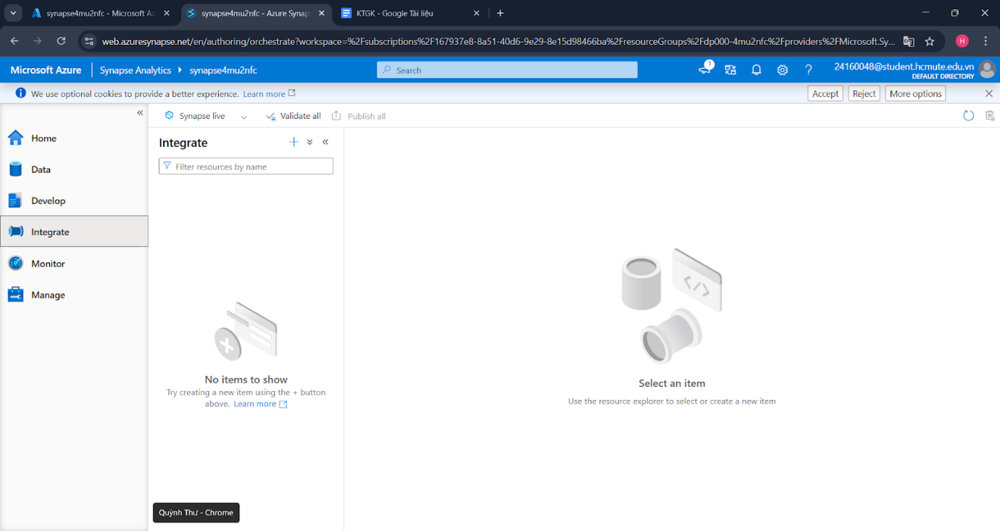 synapse4mu2nfc - Microsoft Az
synapse4mu2nfc - Azure Synap
KTGK - Google Tài liệu
web.azuresynapse.net/en/authoring/orchestrate?workspace=%2Fsubscriptions%2F167937e8-8a51-40d6-9e29-8e15d98466ba%2FresourceGroups%2Fdp000-4mu2nfc%2Fproviders%2FMicrosoft.Sy...
H
Microsoft Azure
Synapse Analytics
synapse4mu2nfc
Search
1
24160048@student.hcmute.edu.vn
DEFAULT DIRECTORY
We use optional cookies to provide a better experience. Learn more
Accept
Reject
More options
Synapse live
Validate all
Publish all
Home
Data
Develop
Integrate
Monitor
Manage
Integrate
Filter resources by name
No items to show
Try creating a new item using the + button
above. Learn more
Select an item
Use the resource explorer to select or create a new item
Quỳnh Thư - Chrome